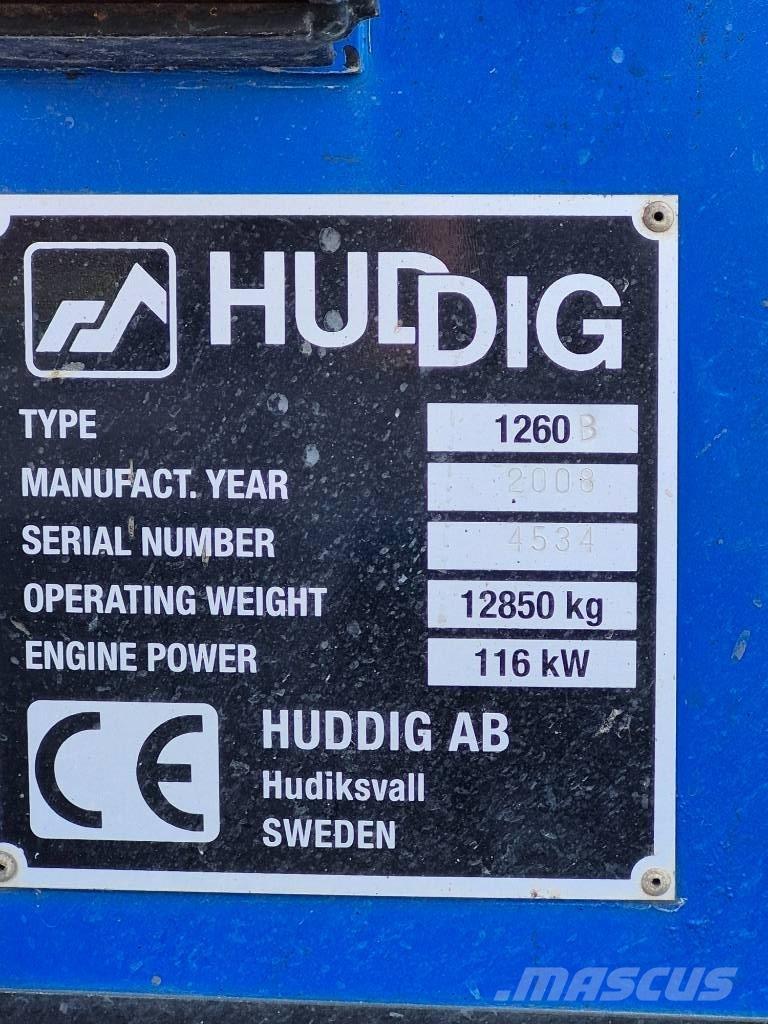 HUDDIG
TYPE 1260 B
MANUFACT. YEAR 2008
SERIAL NUMBER 4534
OPERATING WEIGHT 12850 kg
ENGINE POWER 116 kW
CE HUDDIG AB
Hudiksvall
SWEDEN
MASCUS